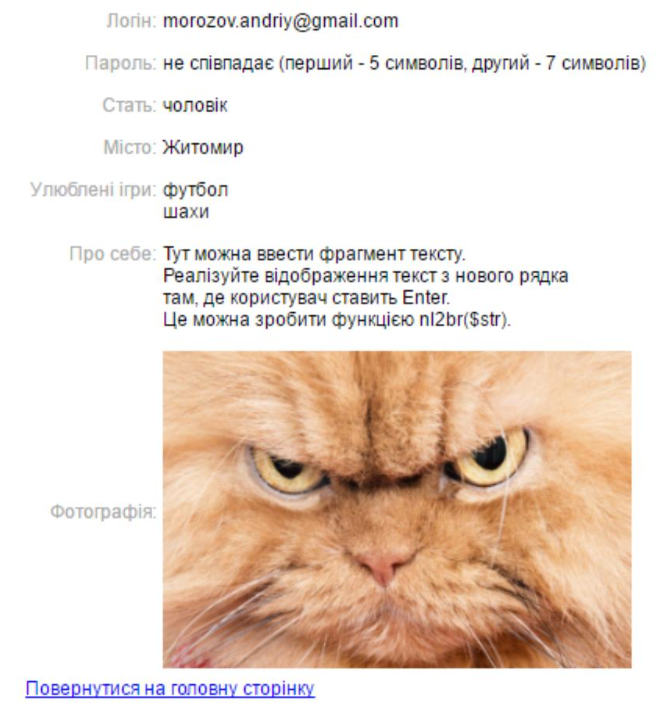 Логін: morozov.andriy@gmail.com
Пароль: не співпадає (перший - 5 символів, другий - 7 символів)
Стать: чоловік
Місто: Житомир
Улюблені ігри: футбол
шахи
Про себе: Тут можна ввести фрагмент тексту.
Реалізуйте відображення текст з нового рядка
там, де користувач ставить Enter.
Це можна зробити функцією nl2br($str).
Фотографія:
Повернутися на головну сторінку